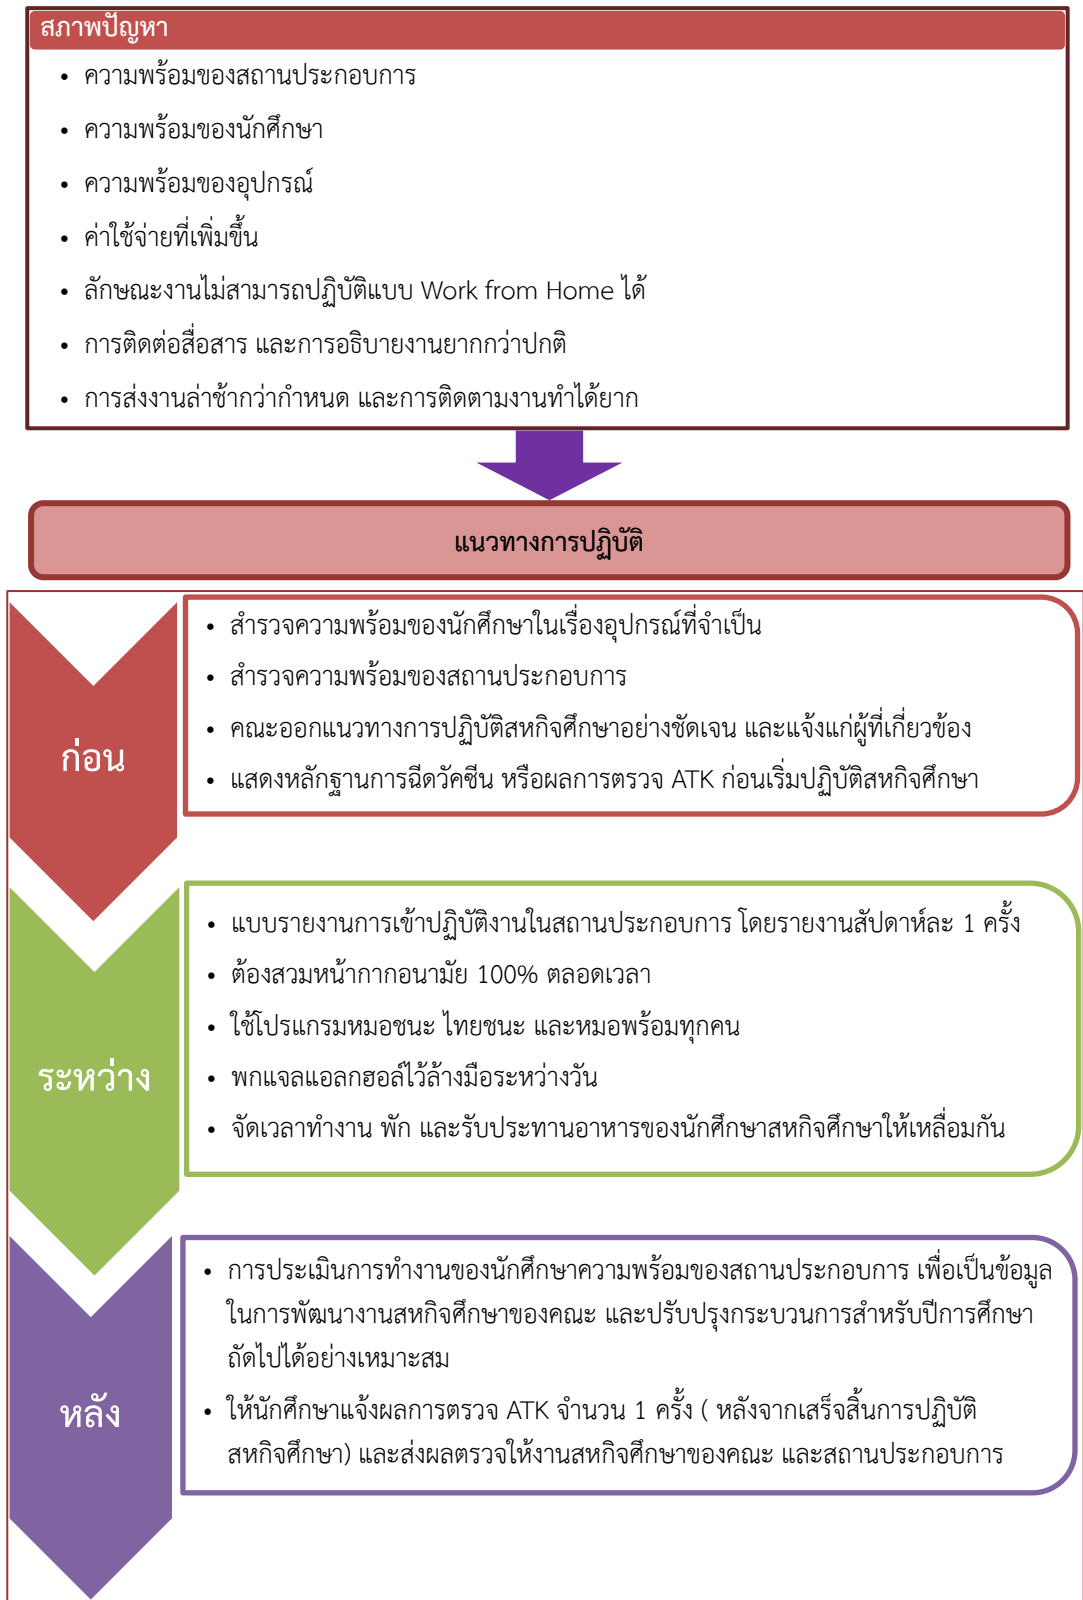 สภาพปัญหา
• ความพร้อมของสถานประกอบการ
• ความพร้อมของนักศึกษา
• ความพร้อมของอุปกรณ์
• ค่าใช้จ่ายที่เพิ่มขึ้น
• ลักษณะงานไม่สามารถปฏิบัติแบบ Work from Home ได้
• การติดต่อสื่อสาร และการอธิบายงานยากกว่าปกติ
• การส่งงานล่าช้ากว่ากำหนด และการติดตามงานทำได้ยาก
แนวทางการปฏิบัติ
ก่อน
• สำรวจความพร้อมของนักศึกษาในเรื่องอุปกรณ์ที่จำเป็น
• สำรวจความพร้อมของสถานประกอบการ
• คณะออกแนวทางการปฏิบัติสหกิจศึกษาอย่างชัดเจน และแจ้งแก่ผู้ที่เกี่ยวข้อง
• แสดงหลักฐานการฉีดวัคซีน หรือผลการตรวจ ATK ก่อนเริ่มปฏิบัติสหกิจศึกษา
ระหว่าง
• แบบรายงานการเข้าปฏิบัติงานในสถานประกอบการ โดยรายงานสัปดาห์ละ 1 ครั้ง
• ต้องสวมหน้ากากอนามัย 100% ตลอดเวลา
• ใช้โปรแกรมหมอชนะ ไทยชนะ และหมอพร้อมทุกคน
• พกแจลแอลกฮอล์ไว้ล้างมือระหว่างวัน
• จัดเวลาทำงาน พัก และรับประทานอาหารของนักศึกษาสหกิจศึกษาให้เหลื่อมกัน
หลัง
• การประเมินการทำงานของนักศึกษาความพร้อมของสถานประกอบการ เพื่อเป็นข้อมูล
ในการพัฒนางานสหกิจศึกษาของคณะ และปรับปรุงกระบวนการสำหรับปีการศึกษา
ถัดไปได้อย่างเหมาะสม
• ให้นักศึกษาแจ้งผลการตรวจ ATK จำนวน 1 ครั้ง ( หลังจากเสร็จสิ้นการปฏิบัติ
สหกิจศึกษา) และส่งผลตรวจให้งานสหกิจศึกษาของคณะ และสถานประกอบการ